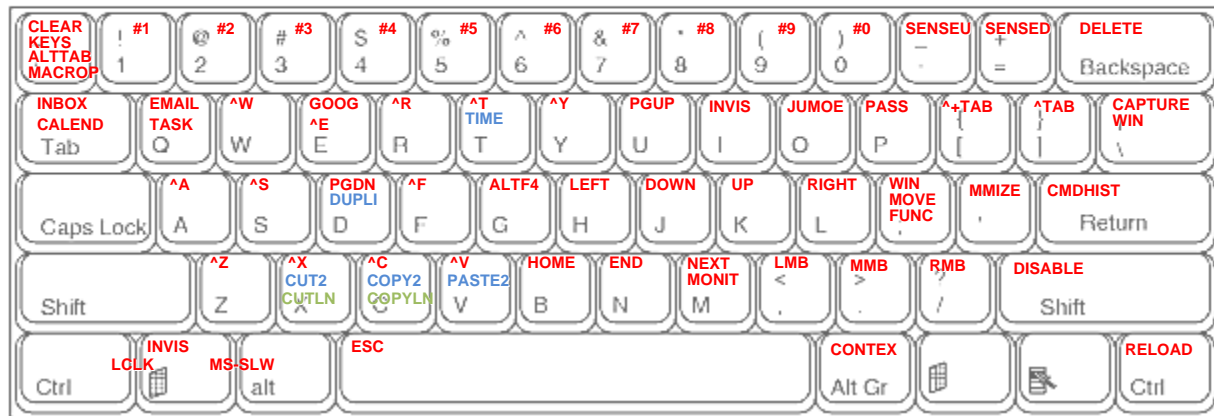 CLEAR
KEYS
ALTTAB
MACROP
! #1
1
@ #2
2
# #3
3
$ #4
4
% #5
5
^ #6
6
& #7
7
* #8
8
( #9
9
) #0
0
SENSEU
_
-
SENSED
+
=
DELETE
Backspace
INBOX
CALEND
Tab
EMAIL
TASK
Q
^W
W
GOOG
^E
E
^R
R
^T
TIME
T
^Y
Y
PGUP
U
INVIS
I
JUMOE
O
PASS
P
^+TAB
{
[
^TAB
}
]
CAPTURE
WIN
\
Caps Lock
^A
A
^S
S
PGDN
DUPLI
D
^F
F
ALTF4
G
LEFT
H
DOWN
J
UP
K
RIGHT
L
WIN
MOVE
FUNC
MMIZE
'
CMDHIST
Return
Shift
^Z
Z
^X
CUT2
CUTLN
X
^C
COPY2
COPYLN
C
^V
PASTE2
V
HOME
B
END
N
NEXT
MONIT
M
LMB
<
,
MMB
>
.
RMB
?
/
DISABLE
Shift
Ctrl
LCLK
INVIS
MS-SLW
alt
ESC
CONTEX
Alt Gr
RELOAD
Ctrl